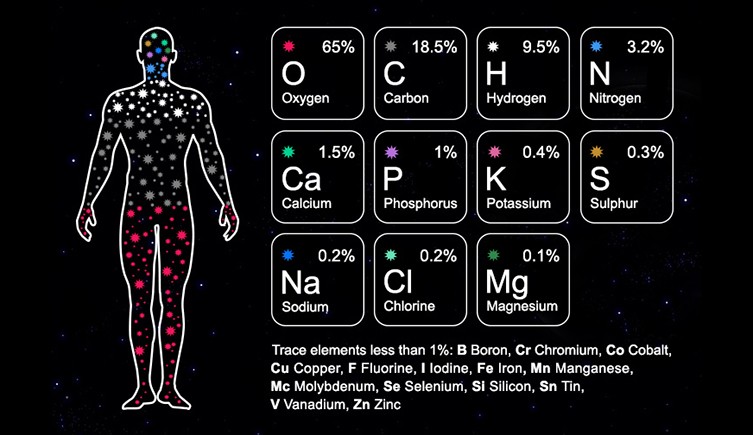 65%
O
Oxygen
18.5%
C
Carbon
9.5%
H
Hydrogen
3.2%
N
Nitrogen
1.5%
Ca
Calcium
1%
P
Phosphorus
0.4%
K
Potassium
0.3%
S
Sulphur
0.2%
Na
Sodium
0.2%
Cl
Chlorine
0.1%
Mg
Magnesium
Trace elements less than 1%: B Boron, Cr Chromium, Co Cobalt,
Cu Copper, F Fluorine, I Iodine, Fe Iron, Mn Manganese,
Mc Molybdenum, Se Selenium, Si Silicon, Sn Tin,
V Vanadium, Zn Zinc